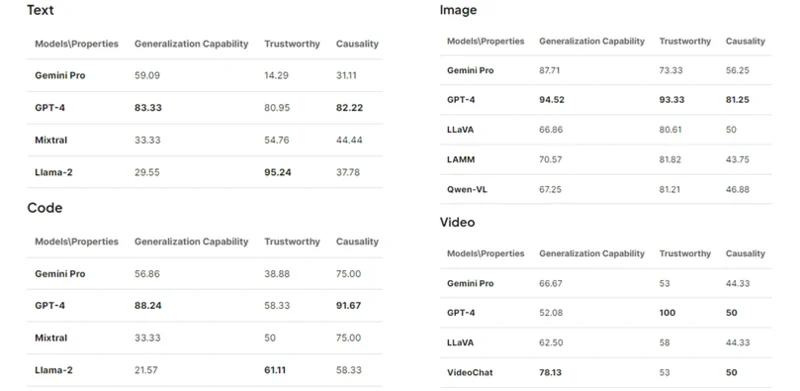 Text
Models\Properties Generalization Capability Trustworthy Causality
Gemini Pro 59.09 14.29 31.11
GPT-4 83.33 80.95 82.22
Mixtral 33.33 54.76 44.44
Llama-2 29.55 95.24 37.78
Code
Models\Properties Generalization Capability Trustworthy Causality
Gemini Pro 56.86 38.88 75.00
GPT-4 88.24 58.33 91.67
Mixtral 33.33 50 75.00
Llama-2 21.57 61.11 58.33
Image
Models\Properties Generalization Capability Trustworthy Causality
Gemini Pro 87.71 73.33 56.25
GPT-4 94.52 93.33 81.25
LLaVA 66.86 80.61 50
LAMM 70.57 81.82 43.75
Qwen-VL 67.25 81.21 46.88
Video
Models\Properties Generalization Capability Trustworthy Causality
Gemini Pro 66.67 53 44.33
GPT-4 52.08 100 50
LLaVA 62.50 58 44.33
VideoChat 78.13 53 50